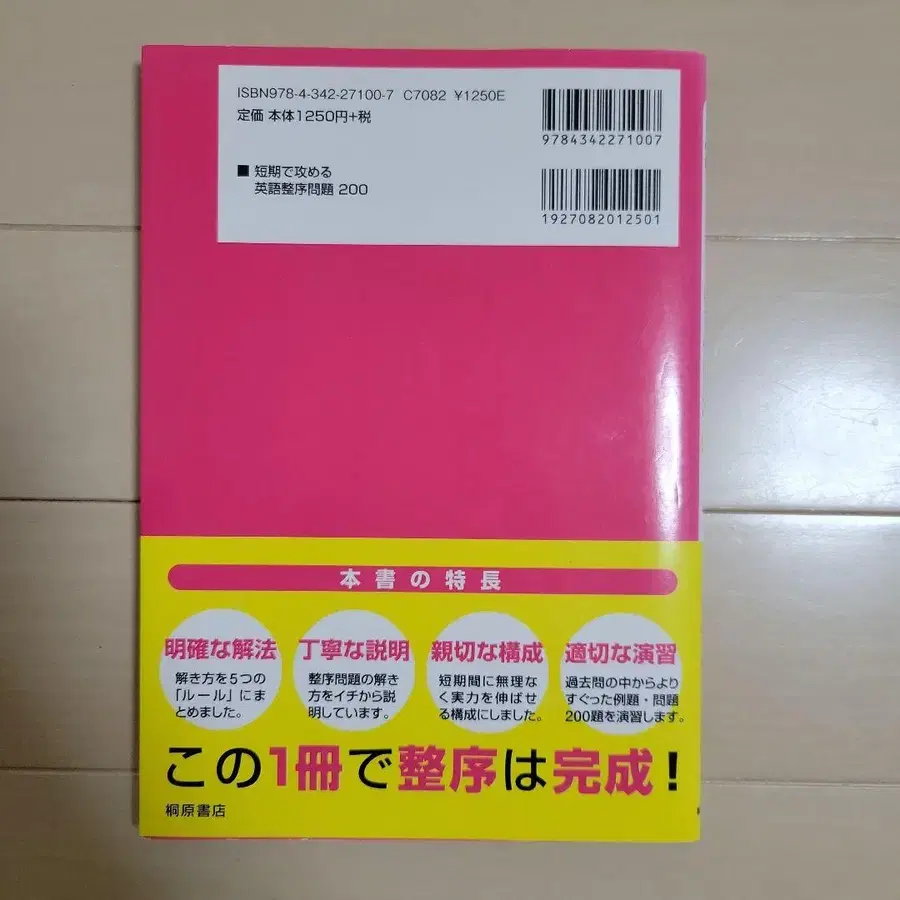 ISBN978-4-342-27100-7 C7082 ¥1250E
定価 本体1250円+税
9784342271007
■ 短期で攻める
英語整序問題 200
1927082012501
本書の特長
明確な解法
解き方を5つの
「ルール」にま
とめました。
丁寧な説明
整序問題の解き
方をイチから説
明しています。
親切な構成
短期間に無理な
く実力を伸ばせ
る構成にしました。
適切な演習
過去問の中からより
すぐった例題・問題
200題を演習します。
この1冊で整序は完成!
桐原書店